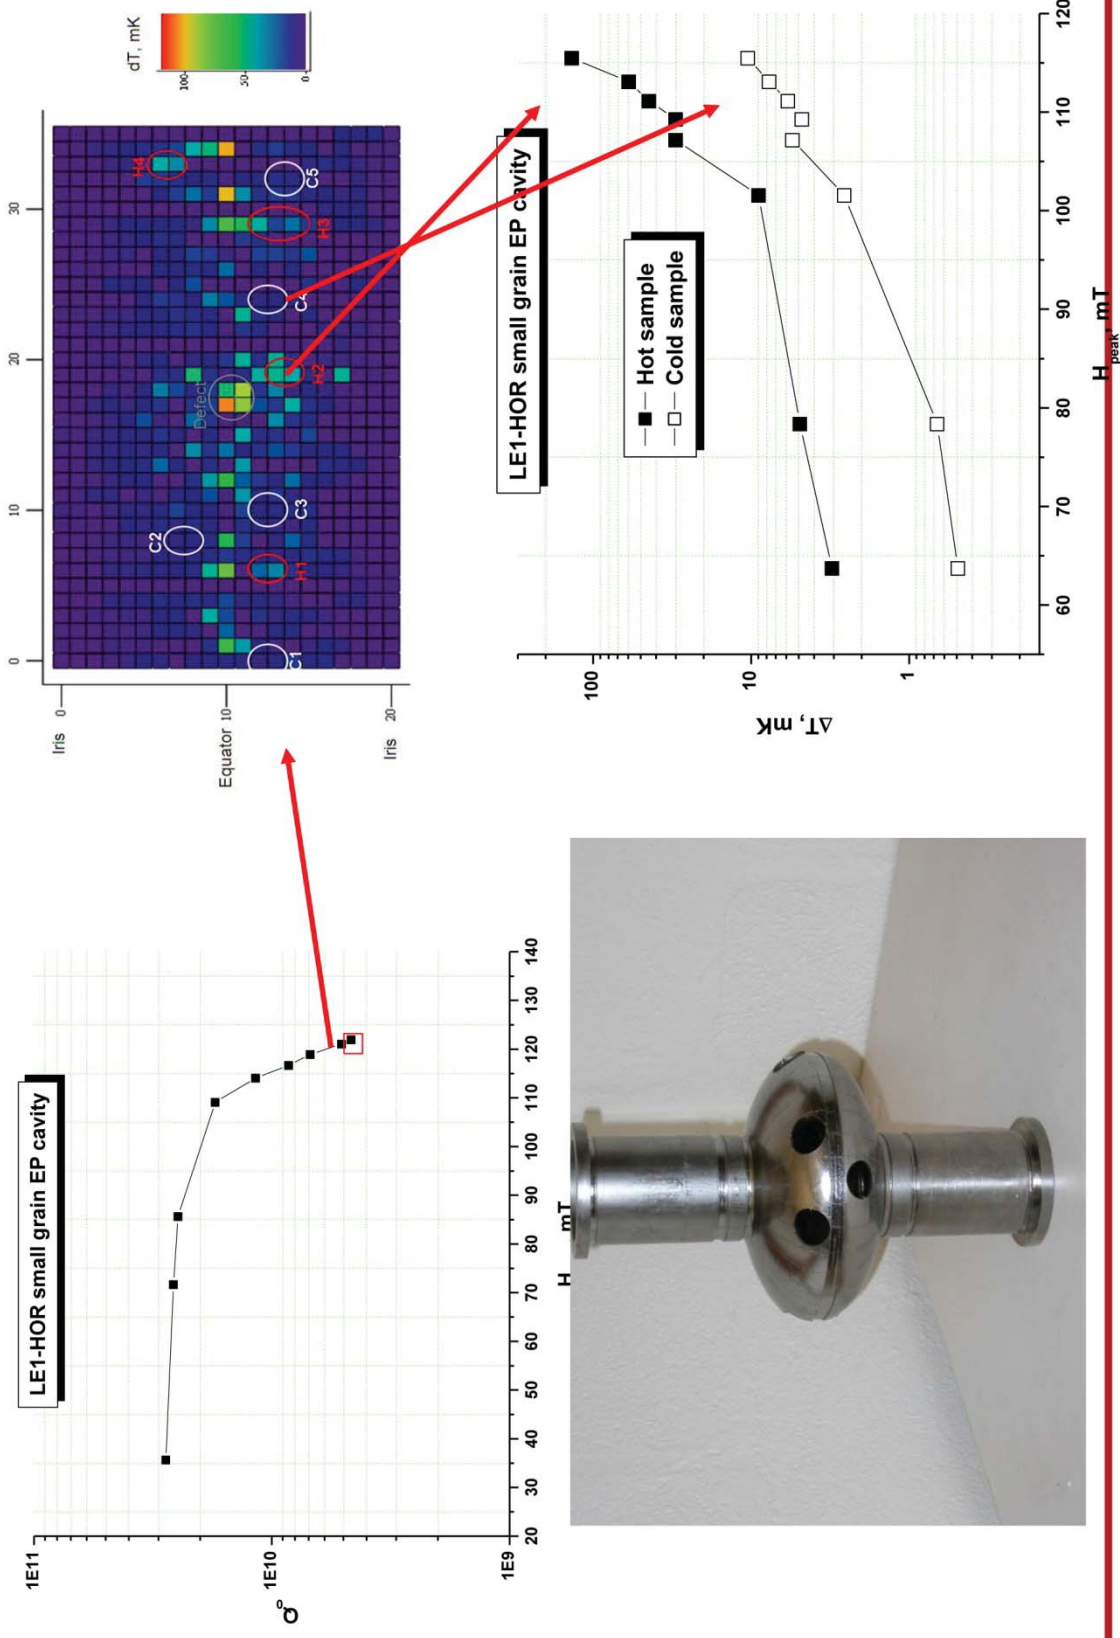 LE1-HOR small grain EP cavity
1E11
1E10
1E9
Q₀
20 30 40 50 60 70 80 90 100 110 120 130 140
H mT
0 10 20 30
Iris 0
Equator 10
Iris 20
C1
C2
C3
C4
C5
H1
H2
H3
H4
Defect
dT, mK
100
50
0
LE1-HOR small grain EP cavity
Hot sample
Cold sample
100
10
1
ΔT, mK
60 70 80 90 100 110 120
Hpeak, mT